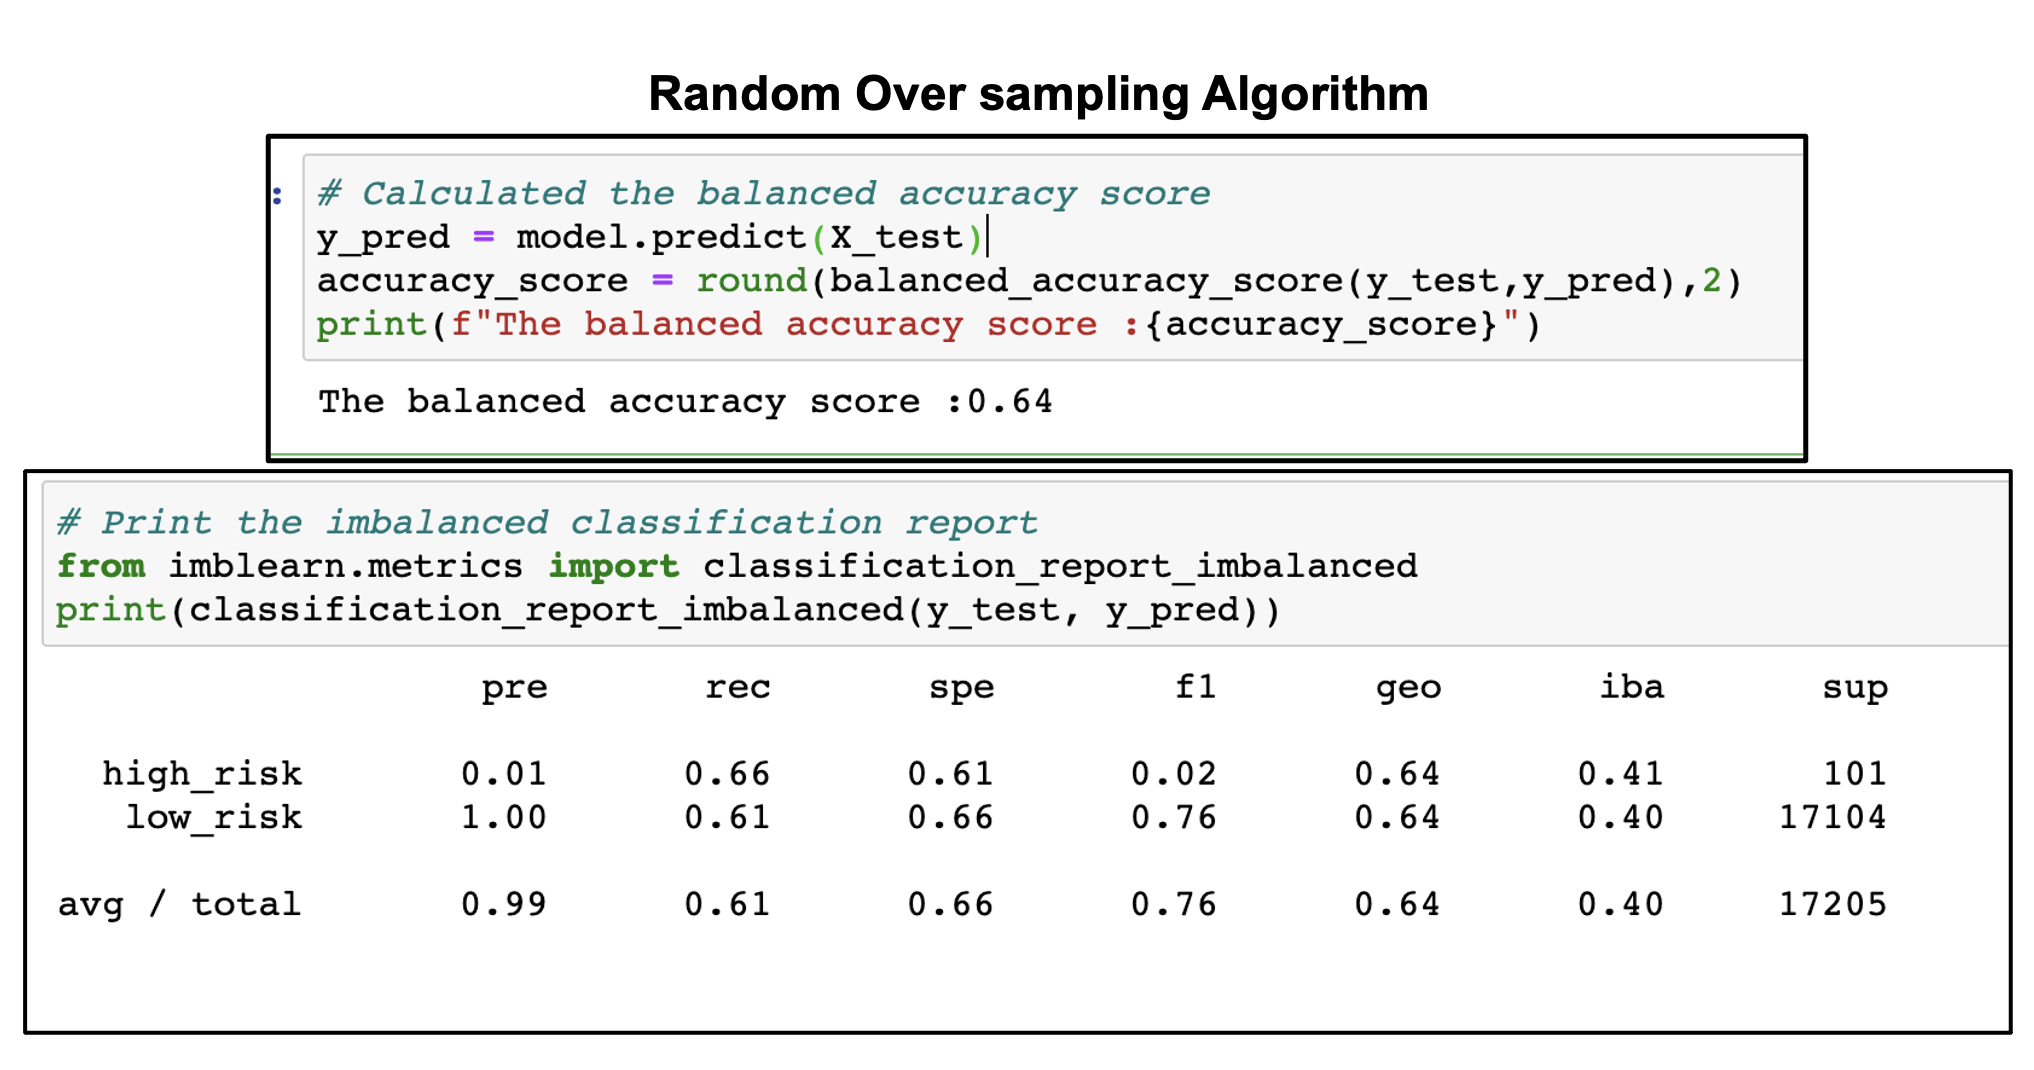 Random Over sampling Algorithm
: # Calculated the balanced accuracy score
y_pred = model.predict(X_test)
accuracy_score = round(balanced_accuracy_score(y_test,y_pred),2)
print(f"The balanced accuracy score :{accuracy_score}")
The balanced accuracy score :0.64
# Print the imbalanced classification report
from imblearn.metrics import classification_report_imbalanced
print(classification_report_imbalanced(y_test, y_pred))
pre rec spe f1 geo iba sup
high_risk 0.01 0.66 0.61 0.02 0.64 0.41 101
low_risk 1.00 0.61 0.66 0.76 0.64 0.40 17104
avg / total 0.99 0.61 0.66 0.76 0.64 0.40 17205